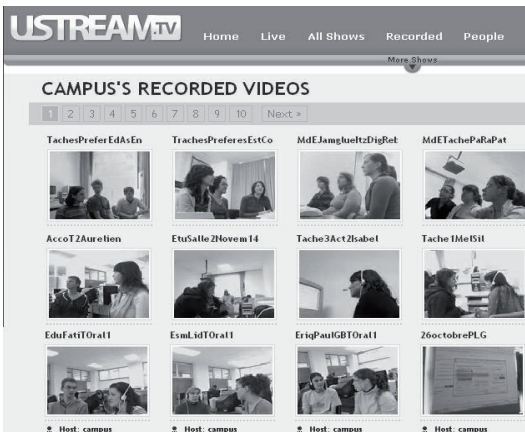 USTREAM.TV
Home Live All Shows Recorded People
More Shows
CAMPUS'S RECORDED VIDEOS
1 2 3 4 5 6 7 8 9 10 Next »
TachesPreferEdAsEn TrachesPreferesEstCo MdEJamglueltzDigReb MdETachePaRaPat
AccoT2Aurelien EtuSalle2Novem14 Tache3Act2Isabel Tache1MelSil
EduFatiTOral1 EsmLidTOral1 EriqPaulGBTOral1 26octobrePLG
Host: campus Host: campus Host: campus Host: campus